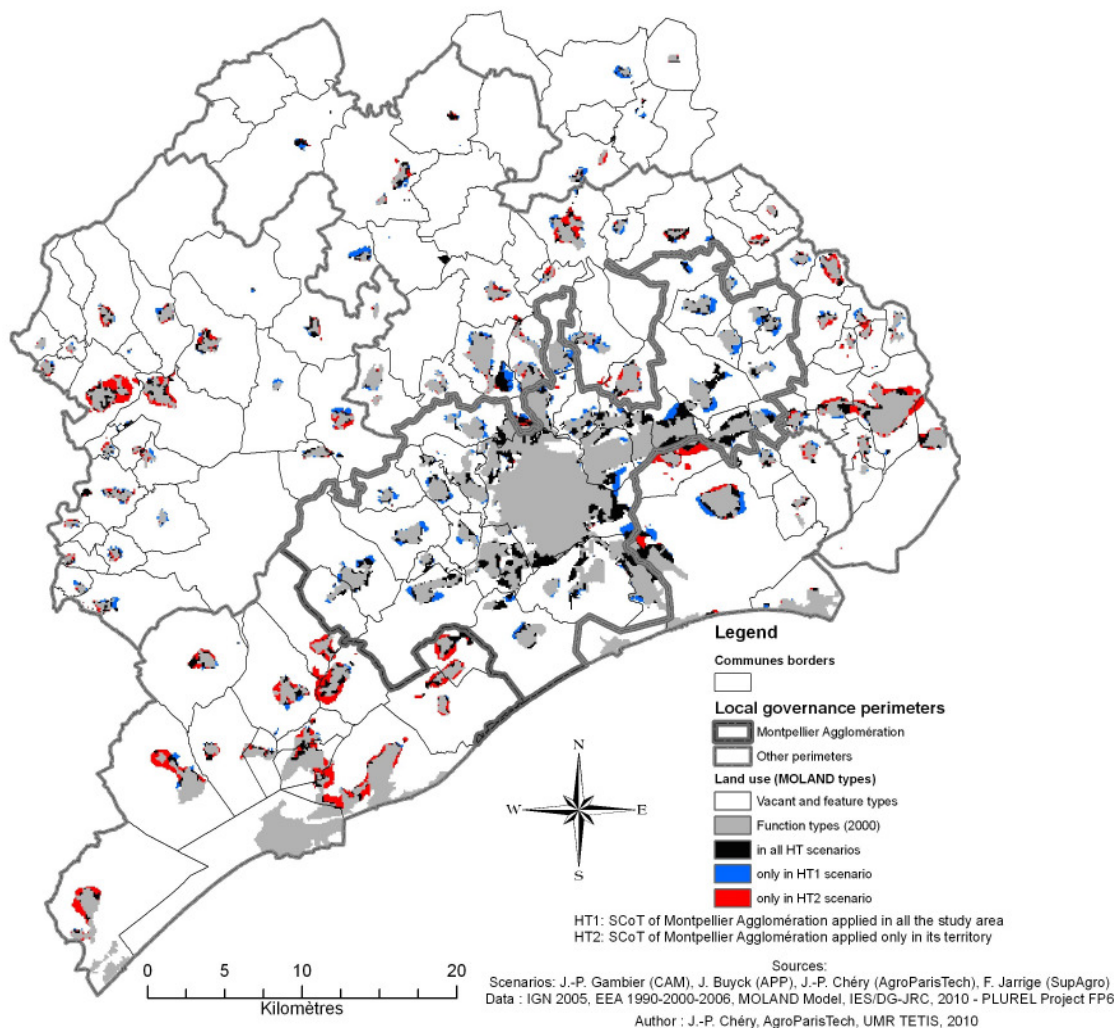 Legend
Communes borders
Local governance perimeters
Montpellier Agglomération
Other perimeters
Land use (MOLAND types)
Vacant and feature types
Function types (2000)
in all HT scenarios
only in HT1 scenario
only in HT2 scenario
HT1: SCoT of Montpellier Agglomération applied in all the study area
HT2: SCoT of Montpellier Agglomération applied only in its territory
N
W E
S
0 5 10 20
Kilomètres
Sources:
Scenarios: J.-P. Gambier (CAM), J. Buyck (APP), J.-P. Chéry (AgroParisTech), F. Jarrige (SupAgro)
Data : IGN 2005, EEA 1990-2000-2006, MOLAND Model, IES/DG-JRC, 2010 - PLUREL Project FP6
Author : J.-P. Chéry, AgroParisTech, UMR TETIS, 2010